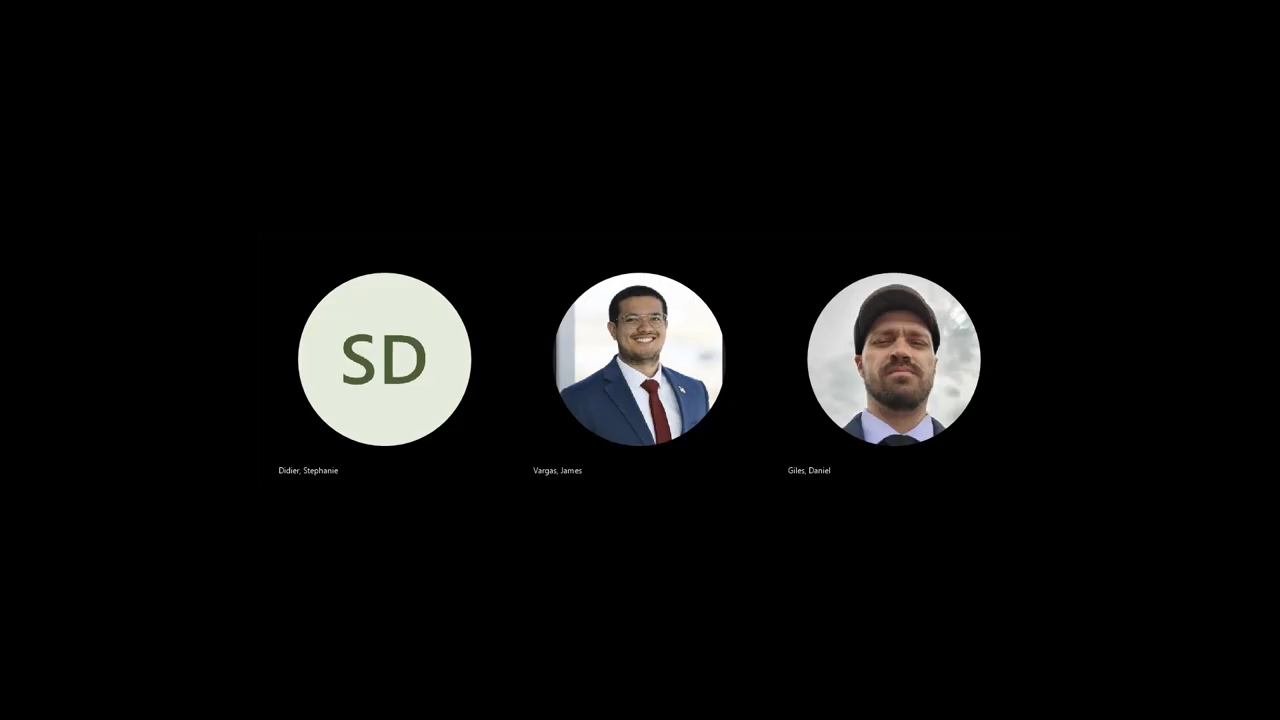 SD
Didier, Stephanie
Vargas, James
Giles, Daniel